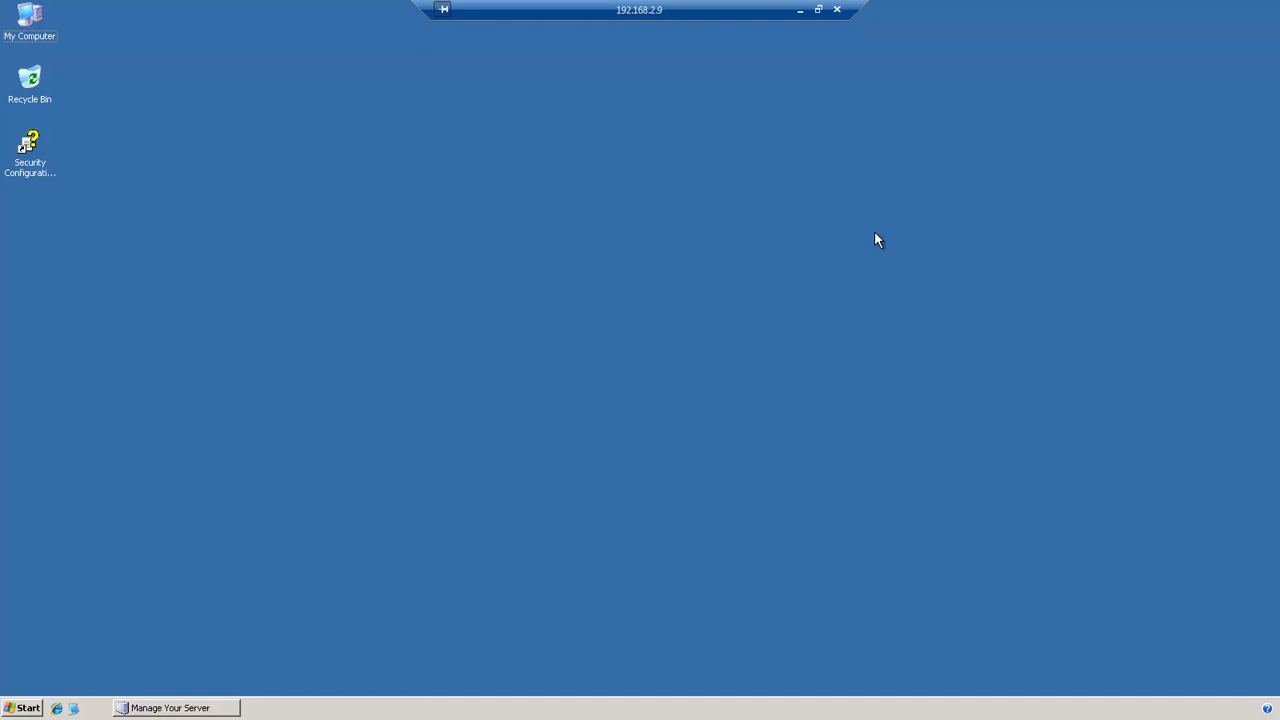 192.168.2.9
My Computer
Recycle Bin
Security
Configurati...
Start
Manage Your Server